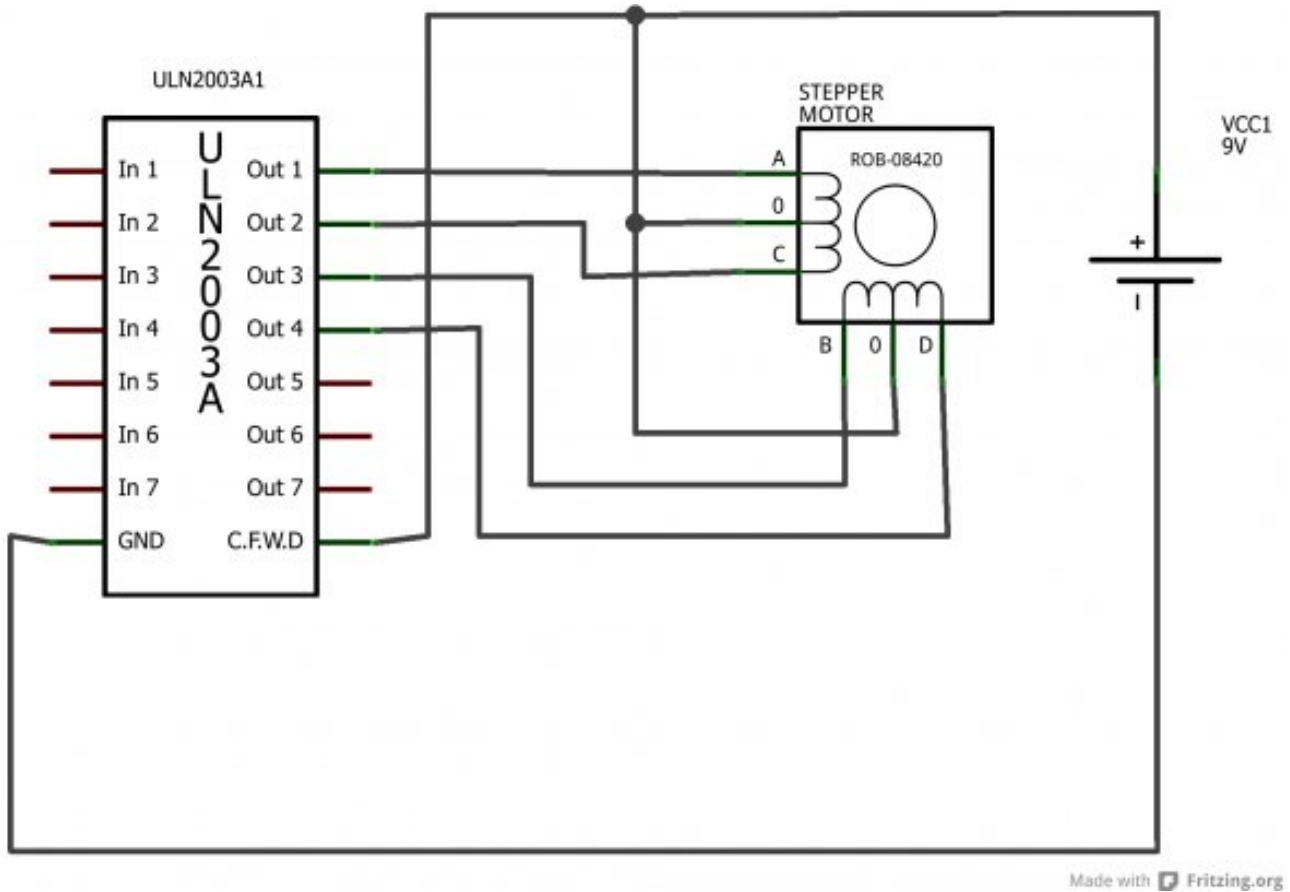 ULN2003A1
ULN2003A
In 1
In 2
In 3
In 4
In 5
In 6
In 7
GND
Out 1
Out 2
Out 3
Out 4
Out 5
Out 6
Out 7
C.F.W.D
STEPPER
MOTOR
ROB-08420
A
0
C
B 0 D
VCC1
9V
+
-
Made with Fritzing.org